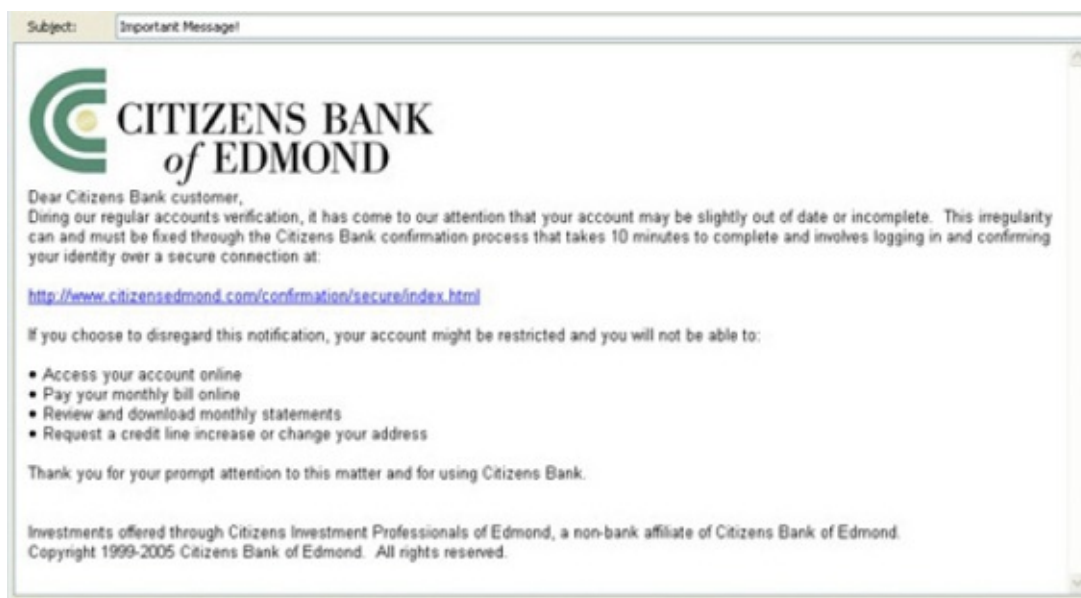 Subject: Important Message!
CITIZENS BANK
of EDMOND
Dear Citizens Bank customer,
Diring our regular accounts verification, it has come to our attention that your account may be slightly out of date or incomplete. This irregularity
can and must be fixed through the Citizens Bank confirmation process that takes 10 minutes to complete and involves logging in and confirming
your identity over a secure connection at:
http://www.citizensedmond.com/confirmation/secure/index.html
If you choose to disregard this notification, your account might be restricted and you will not be able to:
• Access your account online
• Pay your monthly bill online
• Review and download monthly statements
• Request a credit line increase or change your address
Thank you for your prompt attention to this matter and for using Citizens Bank.
Investments offered through Citizens Investment Professionals of Edmond, a non-bank affiliate of Citizens Bank of Edmond.
Copyright 1999-2005 Citizens Bank of Edmond. All rights reserved.